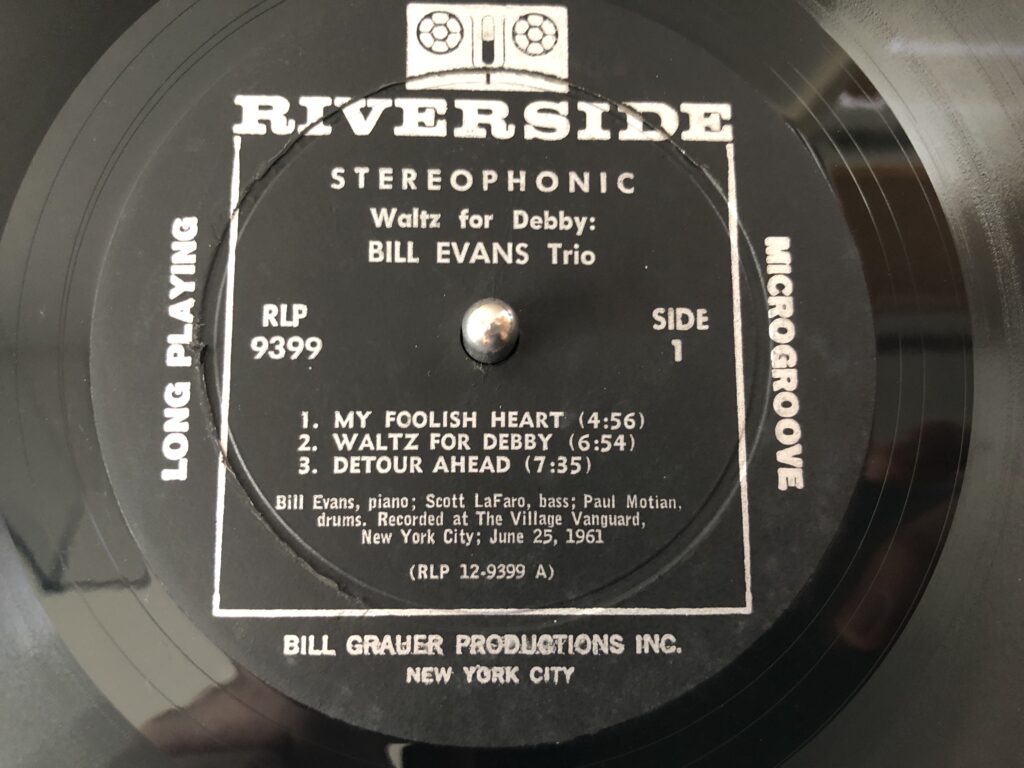 RIVERSIDE
STEREOPHONIC
Waltz for Debby:
BILL EVANS Trio
LONG PLAYING
RLP
9399
SIDE
1
MICROGROOVE
1. MY FOOLISH HEART (4:56)
2. WALTZ FOR DEBBY (6:54)
3. DETOUR AHEAD (7:35)
Bill Evans, piano; Scott LaFaro, bass; Paul Motian,
drums. Recorded at The Village Vanguard,
New York City; June 25, 1961
(RLP 12-9399 A)
BILL GRAUER PRODUCTIONS INC.
NEW YORK CITY